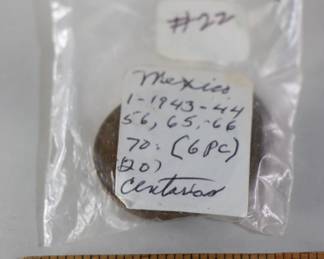 #22
Mexico
1-1943-44
56, 65, -66
70. (6 pc)
(20)
Centavos